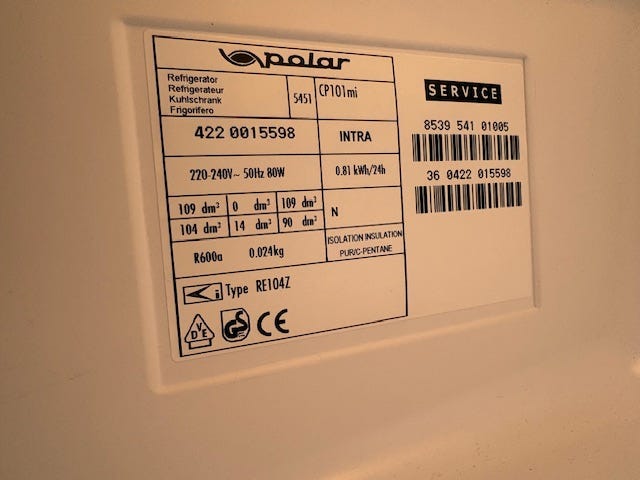 polar
Refrigerator
Refrigerateur
Kuhlschrank
Frigorifero
5451
CP101mi
422 0015598
INTRA
220-240V~ 50Hz 80W
0.81 kWh/24h
109 dm³ 0 dm³ 109 dm³
104 dm³ 14 dm³ 90 dm³
N
R600a 0.024kg
ISOLATION INSULATION
PUR/C-PENTANE
i Type RE104Z
VDE GS CE
SERVICE
8539 541 01005
36 0422 015598